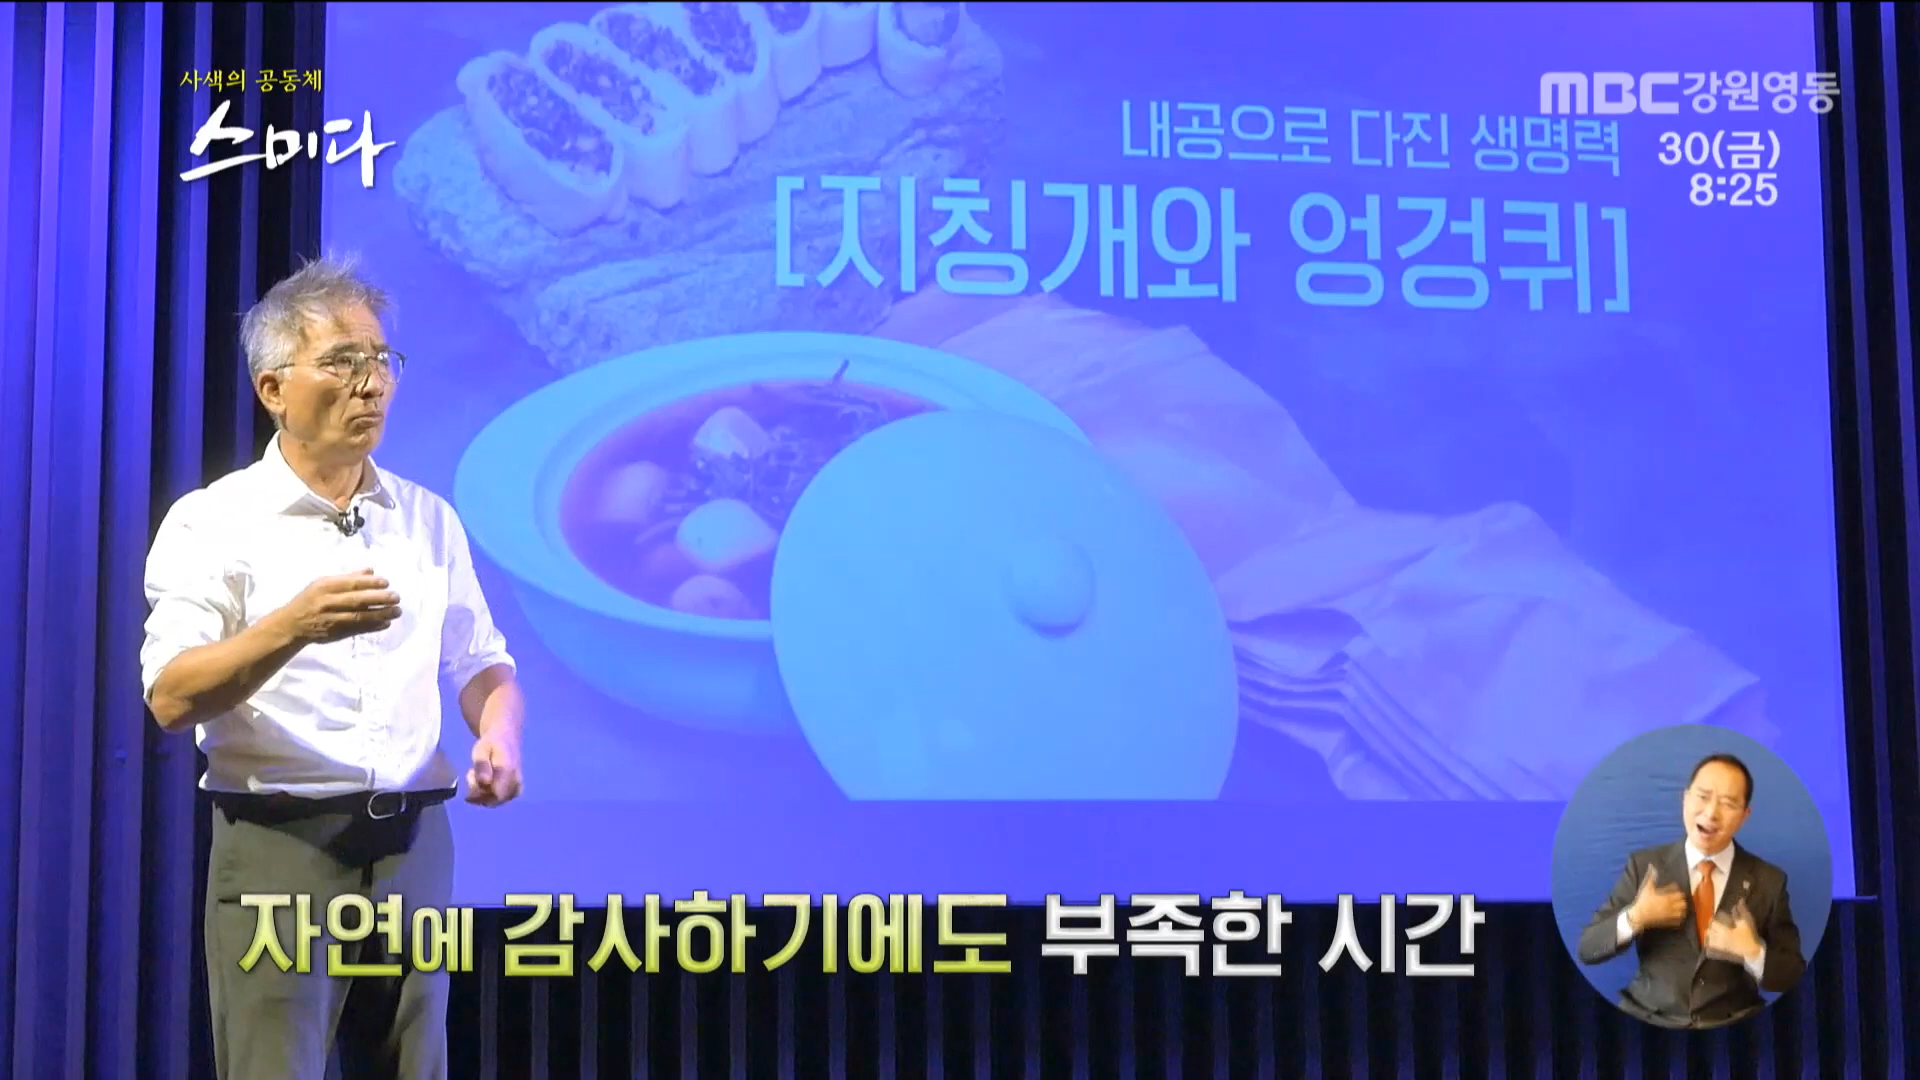 사색의 공동체
스미다
MBC강원영동
30(금)
8:25
내공으로 다진 생명력
[지칭개와 엉겅퀴]
자연에 감사하기에도 부족한 시간